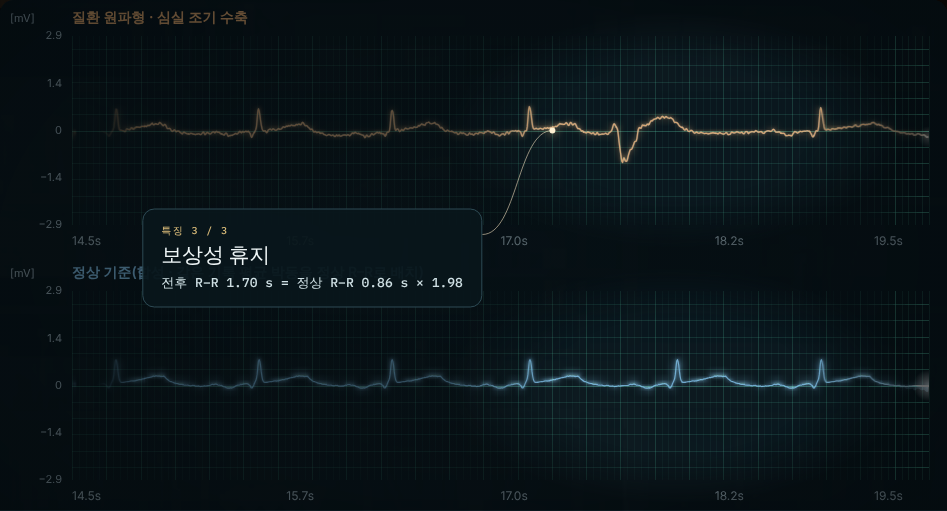 [mV]
질환 원파형 · 심실 조기 수축
2.9
1.4
0
−1.4
−2.9
14.5s
17.0s
18.2s
19.5s
특징 3 / 3
보상성 휴지
전후 R-R 1.70 s = 정상 R-R 0.86 s × 1.98
[mV]
정상 기준(
2.9
1.4
0
−1.4
−2.9
14.5s
15.7s
17.0s
18.2s
19.5s